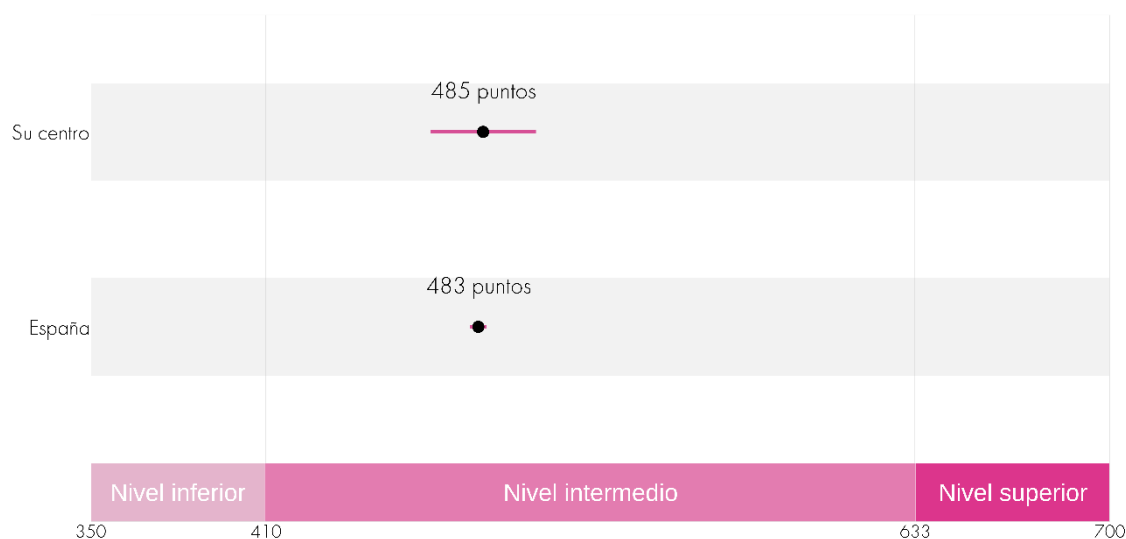 485 puntos
Su centro
483 puntos
España
Nivel inferior Nivel intermedio Nivel superior
350 410 633 700